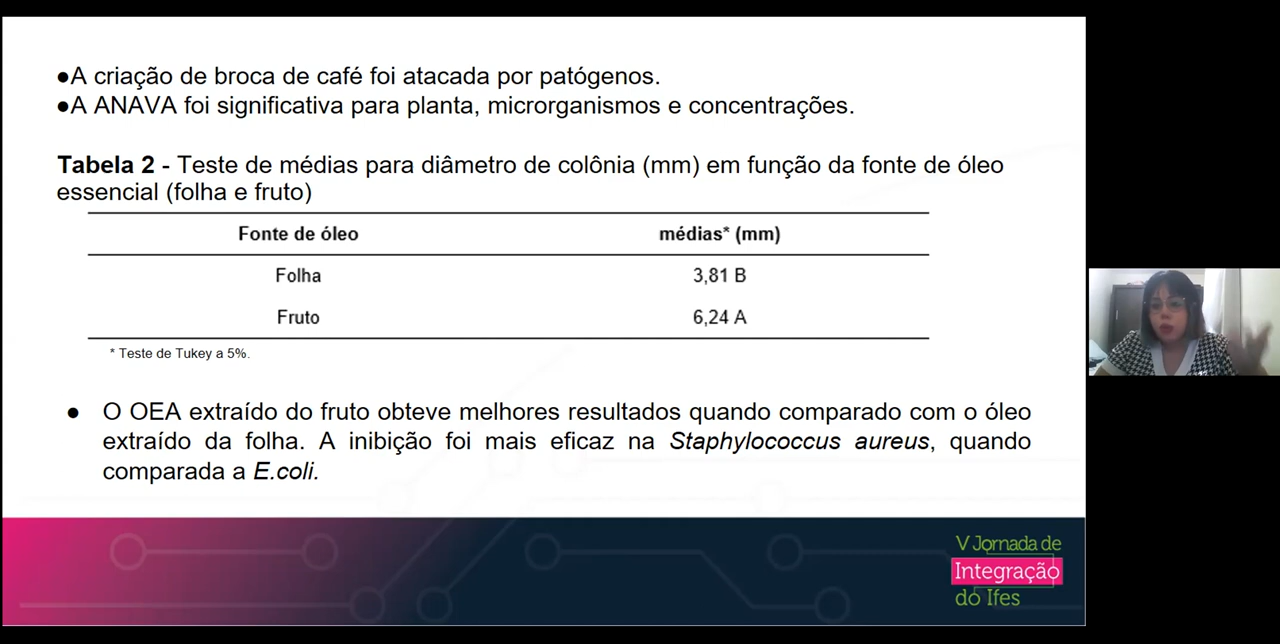 ●A criação de broca de café foi atacada por patógenos.
●A ANAVA foi significativa para planta, microrganismos e concentrações.
Tabela 2 - Teste de médias para diâmetro de colônia (mm) em função da fonte de óleo
essencial (folha e fruto)
Fonte de óleo médias* (mm)
Folha 3,81 B
Fruto 6,24 A
* Teste de Tukey a 5%.
● O OEA extraído do fruto obteve melhores resultados quando comparado com o óleo
extraído da folha. A inibição foi mais eficaz na Staphylococcus aureus, quando
comparada a E.coli.
V Jornada de
Integração
do Ifes